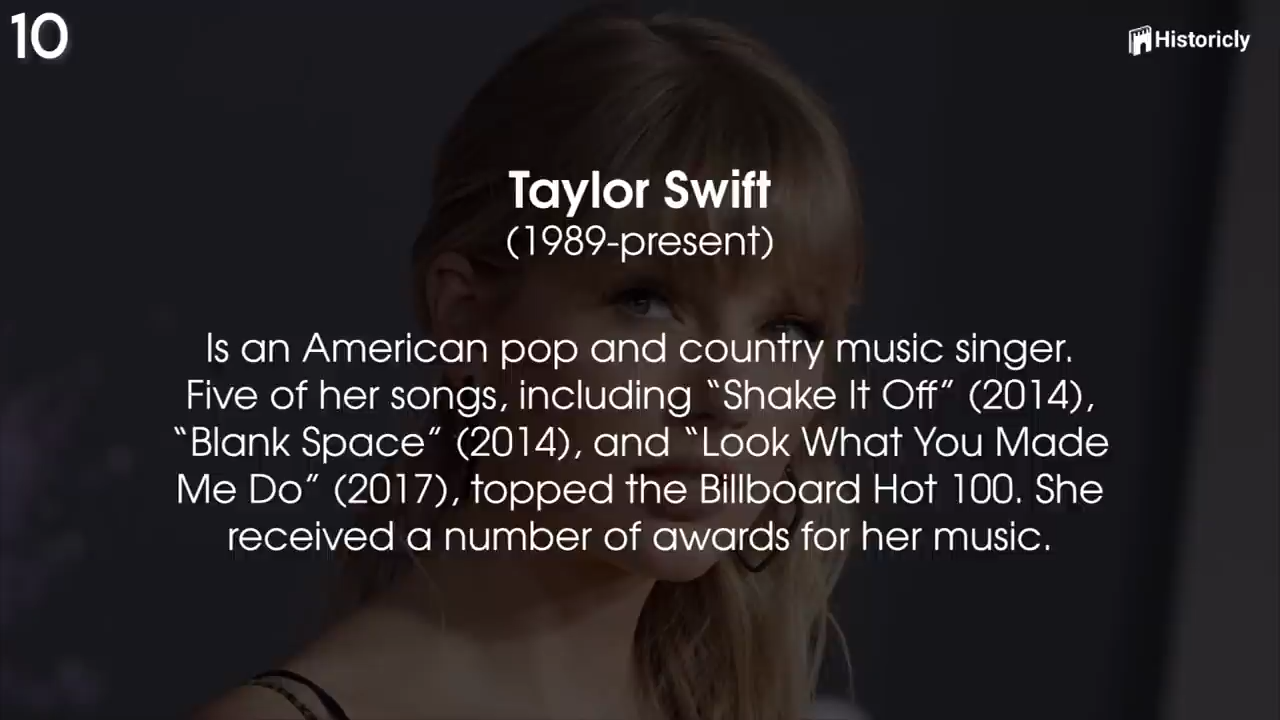 10
Historicly
Taylor Swift
(1989-present)
Is an American pop and country music singer.
Five of her songs, including “Shake It Off” (2014),
“Blank Space” (2014), and “Look What You Made
Me Do” (2017), topped the Billboard Hot 100. She
received a number of awards for her music.